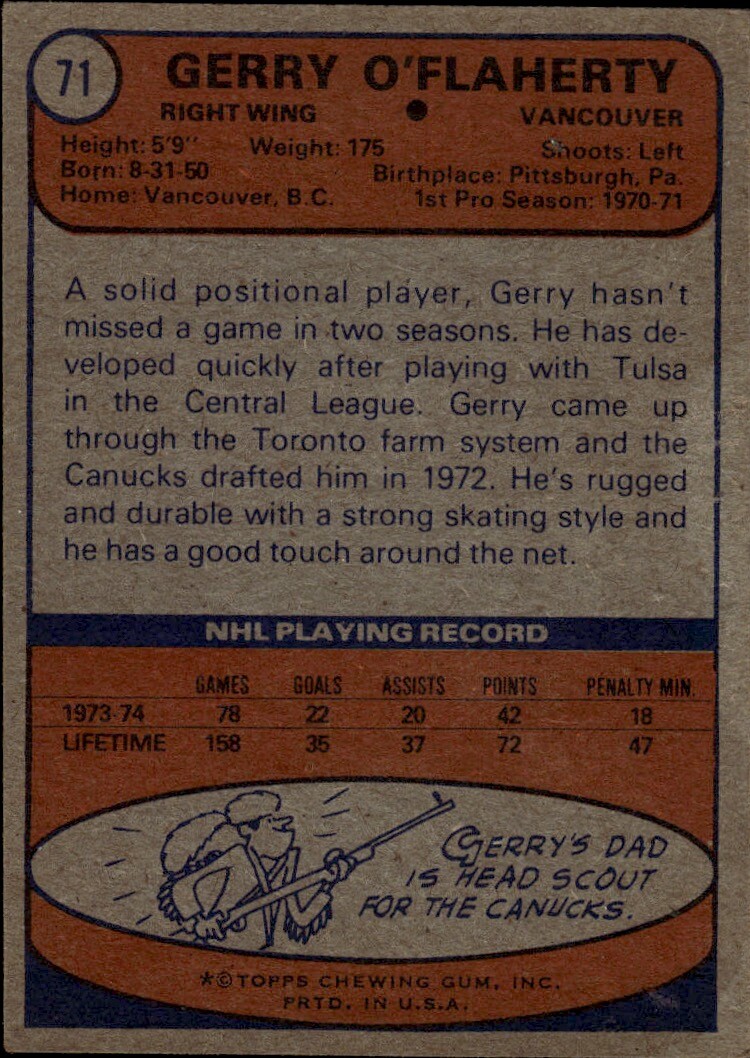 71
GERRY O'FLAHERTY
RIGHT WING ● VANCOUVER
Height: 5'9'' Weight: 175 Shoots: Left
Born: 8-31-50 Birthplace: Pittsburgh, Pa.
Home: Vancouver, B.C. 1st Pro Season: 1970-71
A solid positional player, Gerry hasn't
missed a game in two seasons. He has de-
veloped quickly after playing with Tulsa
in the Central League. Gerry came up
through the Toronto farm system and the
Canucks drafted him in 1972. He's rugged
and durable with a strong skating style and
he has a good touch around the net.
NHL PLAYING RECORD
GAMES GOALS ASSISTS POINTS PENALTY MIN.
1973-74 78 22 20 42 18
LIFETIME 158 35 37 72 47
GERRY'S DAD
IS HEAD SCOUT
FOR THE CANUCKS.
*©TOPPS CHEWING GUM, INC.
PRTD. IN U.S.A.